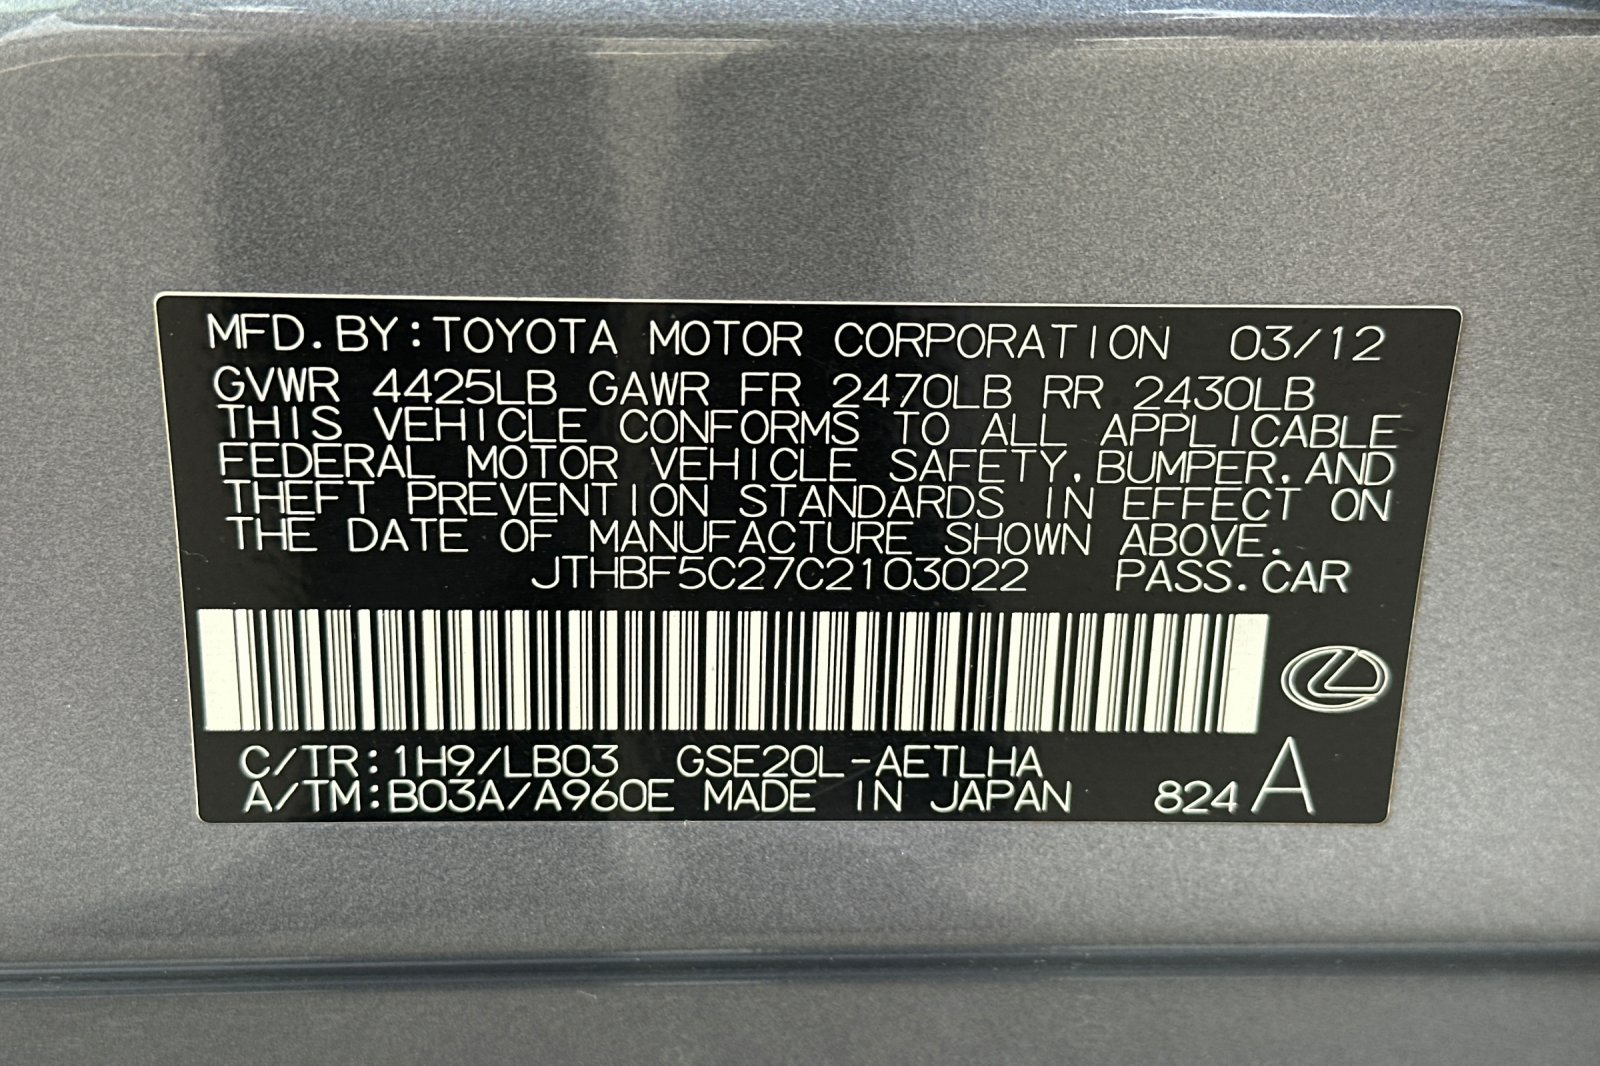 MFD.BY:TOYOTA MOTOR CORPORATION 03/12
GVWR 4425LB GAWR FR 2470LB RR 2430LB
THIS VEHICLE CONFORMS TO ALL APPLICABLE
FEDERAL MOTOR VEHICLE SAFETY,BUMPER,AND
THEFT PREVENTION STANDARDS IN EFFECT ON
THE DATE OF MANUFACTURE SHOWN ABOVE.
JTHBF5C27C2103022 PASS.CAR
C/TR:1H9/LB03 GSE20L-AETLHA
A/TM:B03A/A960E MADE IN JAPAN 824 A